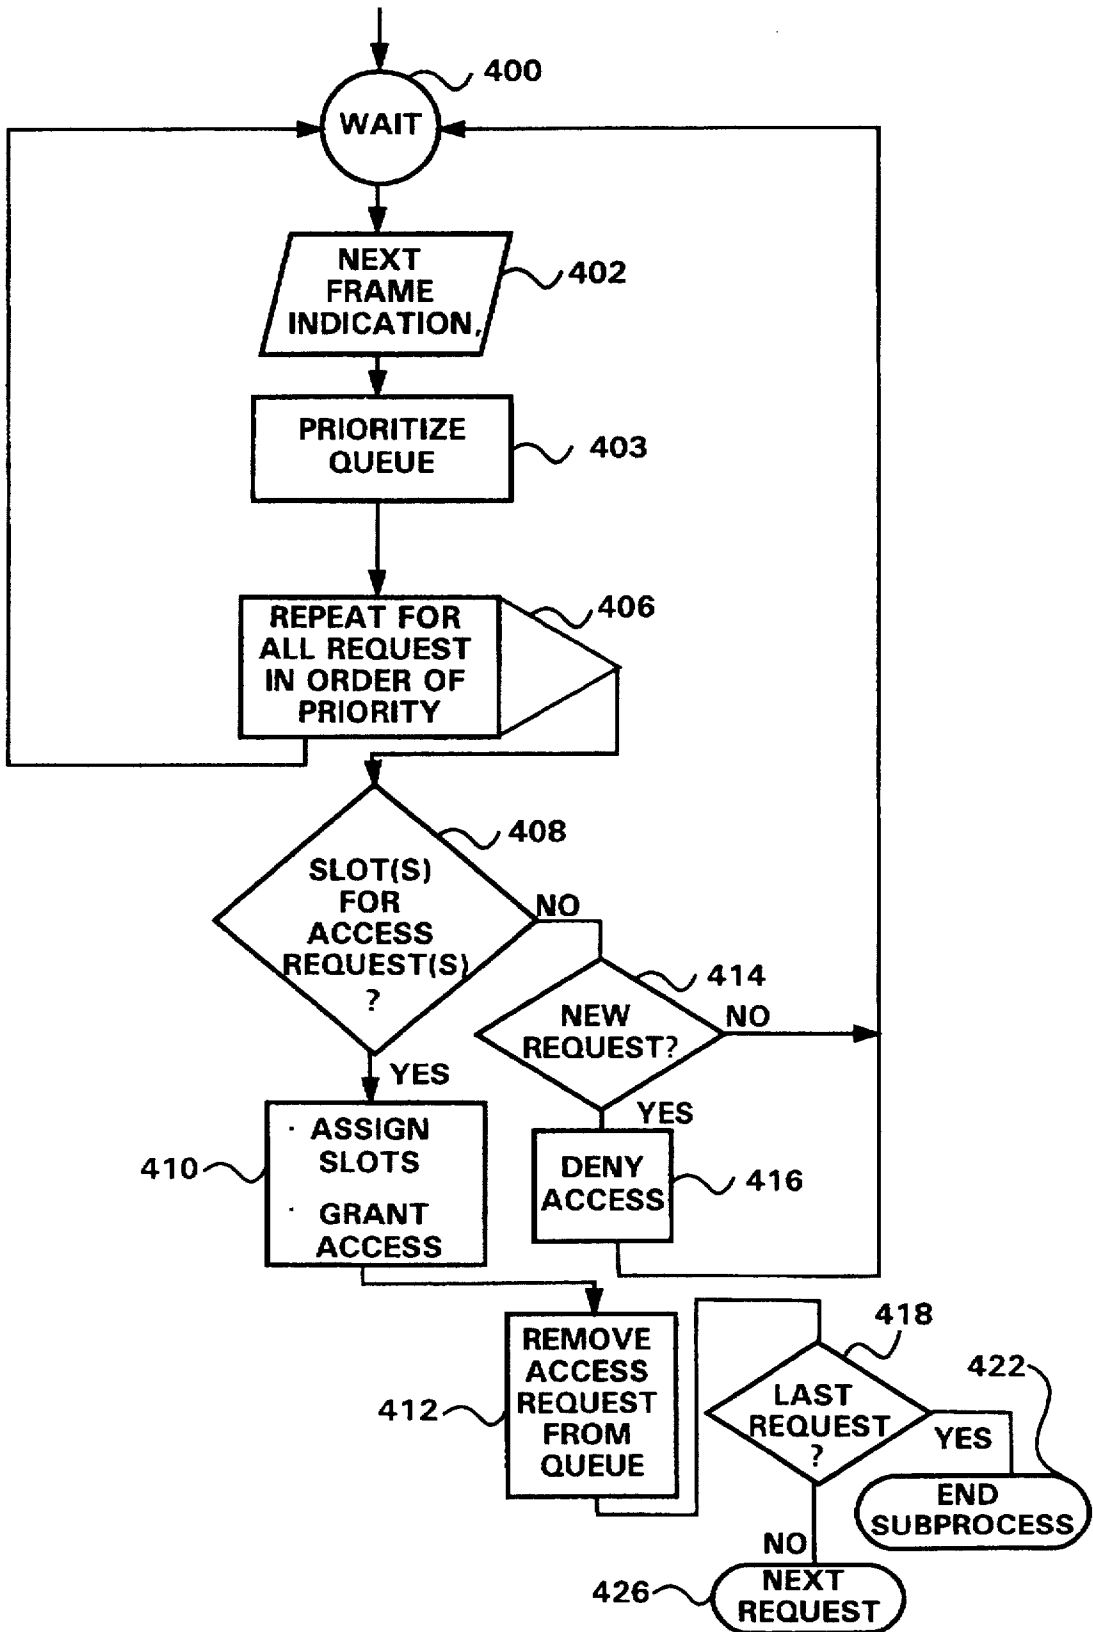 400
WAIT
NEXT
FRAME
INDICATION,
402
PRIORITIZE
QUEUE
403
REPEAT FOR
ALL REQUEST
IN ORDER OF
PRIORITY
406
408
SLOT(S)
FOR
ACCESS
REQUEST(S)
?
NO
414
NEW
REQUEST?
NO
YES
YES
· ASSIGN
SLOTS
· GRANT
ACCESS
410
DENY
ACCESS
416
REMOVE
ACCESS
REQUEST
FROM
QUEUE
412
418
LAST
REQUEST
?
YES
422
END
SUBPROCESS
NO
NEXT
REQUEST
426